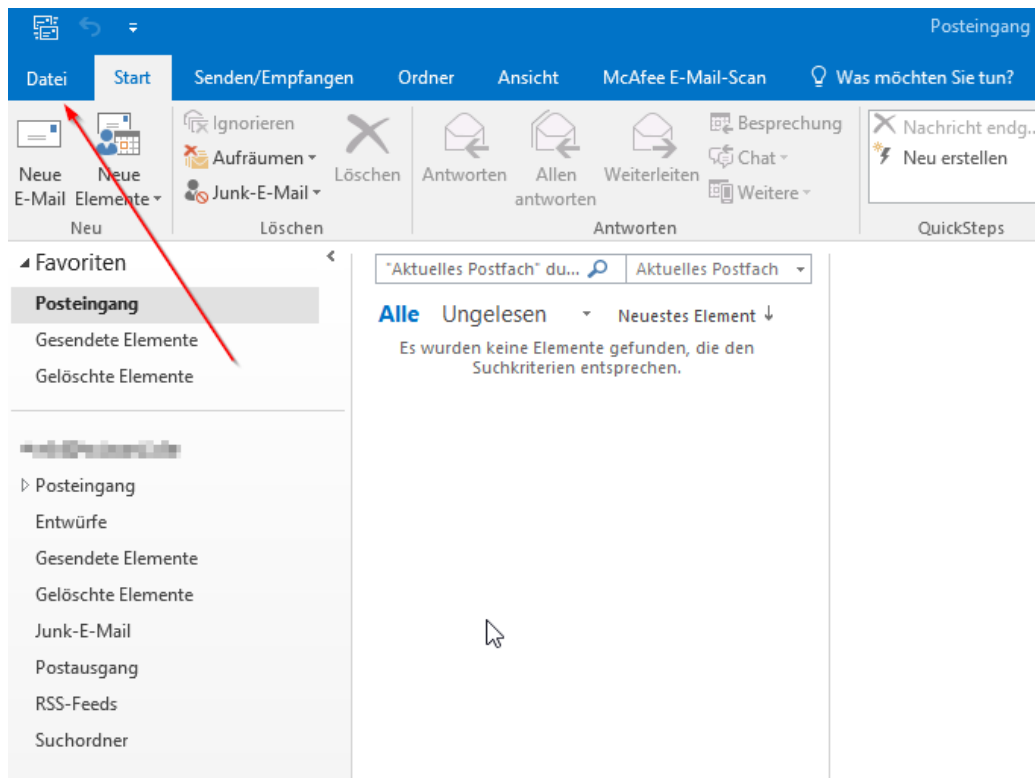 Posteingang
Datei Start Senden/Empfangen Ordner Ansicht McAfee E-Mail-Scan Was möchten Sie tun?
Neue E-Mail
Neue Elemente
Ignorieren
Aufräumen
Junk-E-Mail
Löschen
Antworten
Allen antworten
Weiterleiten
Besprechung
Chat
Weitere
Nachricht endg..
Neu erstellen
Neu Löschen Antworten QuickSteps
Favoriten
Posteingang
Gesendete Elemente
Gelöschte Elemente
"Aktuelles Postfach" du... Aktuelles Postfach
Alle Ungelesen Neuestes Element
Es wurden keine Elemente gefunden, die den
Suchkriterien entsprechen.
Posteingang
Entwürfe
Gesendete Elemente
Gelöschte Elemente
Junk-E-Mail
Postausgang
RSS-Feeds
Suchordner